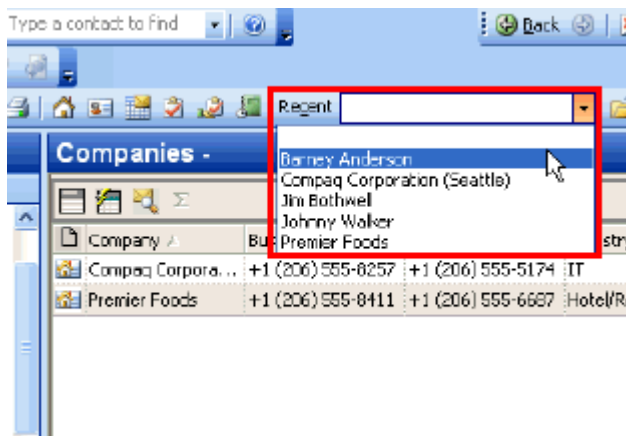 Type a contact to find
Back
Recent
Companies -
Barney Anderson
Compaq Corporation (Seattle)
Jim Bothwell
Johnny Walker
Premier Foods
Company
Compaq Corpora... +1 (206) 555-8257 +1 (206) 555-5174 IT
Premier Foods +1 (206) 555-8411 +1 (206) 555-6687 Hotel/R